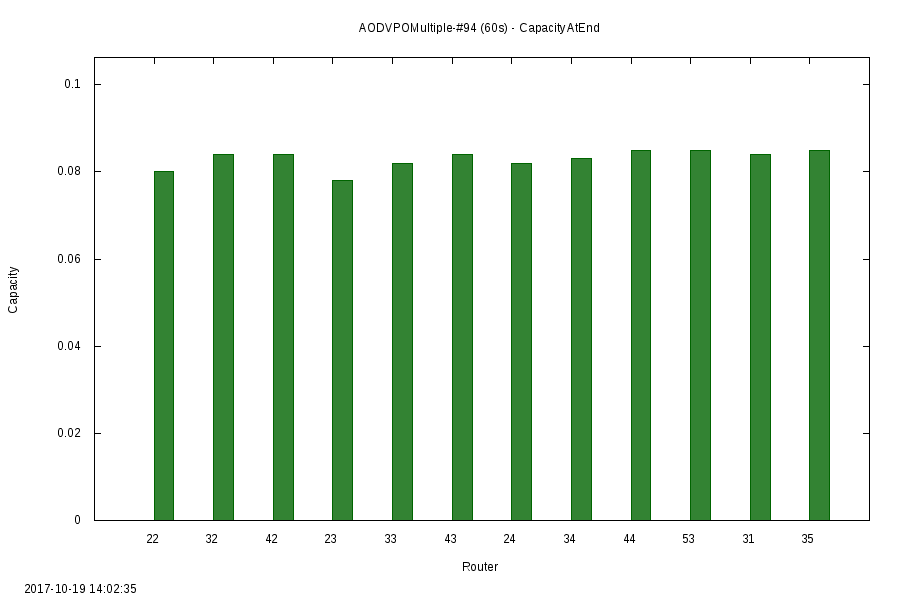 AODVPOMultiple-#94 (60s) - CapacityAtEnd
0.1
0.08
0.06
0.04
0.02
0
Capacity
22 32 42 23 33 43 24 34 44 53 31 35
Router
2017-10-19 14:02:35